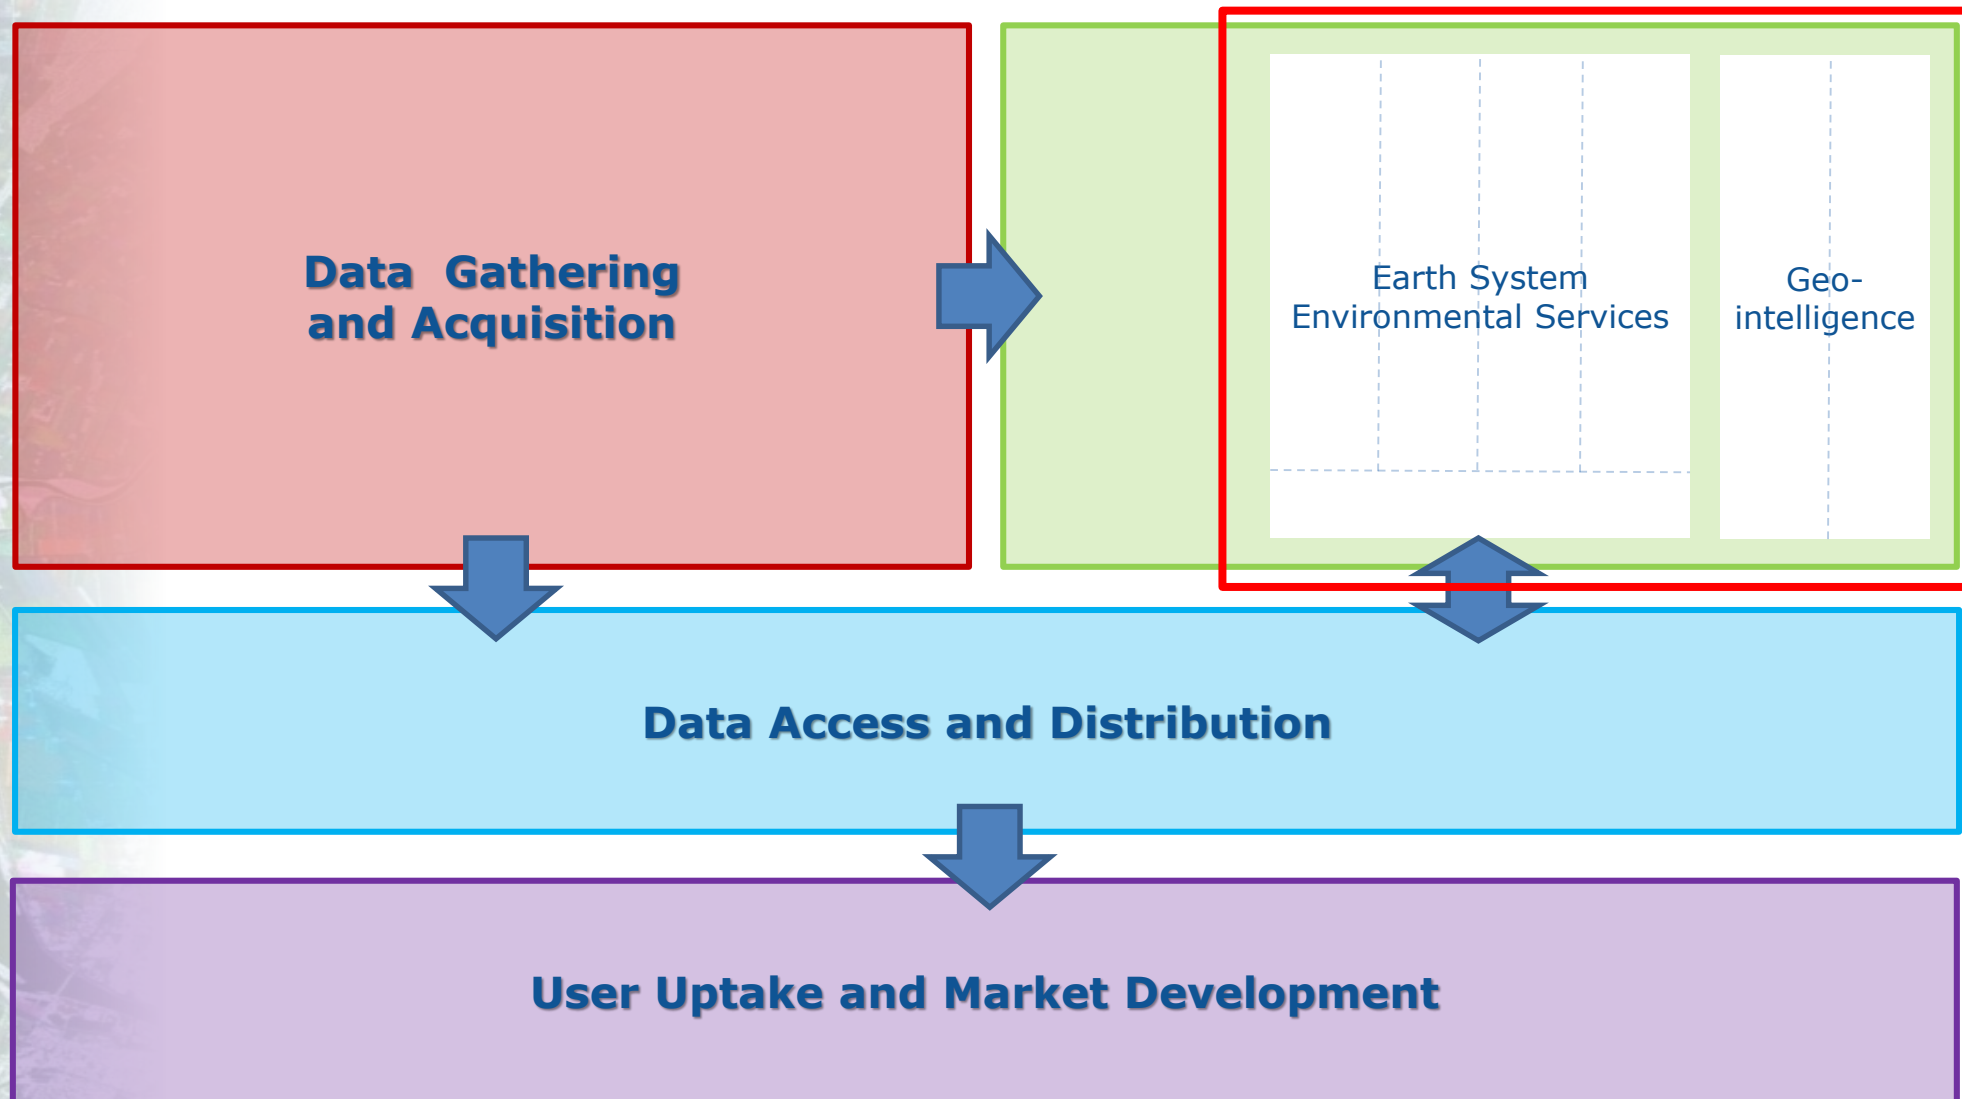 Data Gathering
and Acquisition
Earth System
Environmental Services
Geo-
intelligence
Data Access and Distribution
User Uptake and Market Development